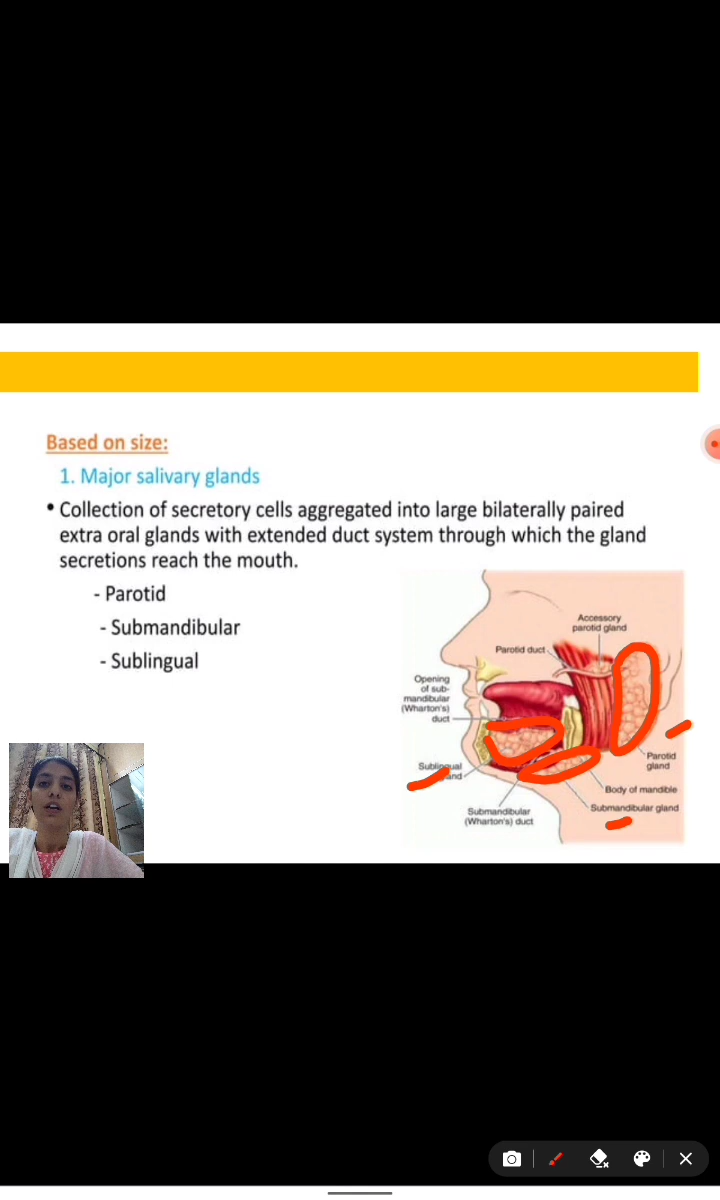 Based on size:
1. Major salivary glands
• Collection of secretory cells aggregated into large bilaterally paired
extra oral glands with extended duct system through which the gland
secretions reach the mouth.
- Parotid
- Submandibular
- Sublingual
Accessory
parotid gland
Parotid duct
Opening
of sub-
mandibular
(Wharton's)
duct
Sublingual
Parotid
gland
Body of mandible
Submandibular gland
Submandibular
(Wharton's) duct